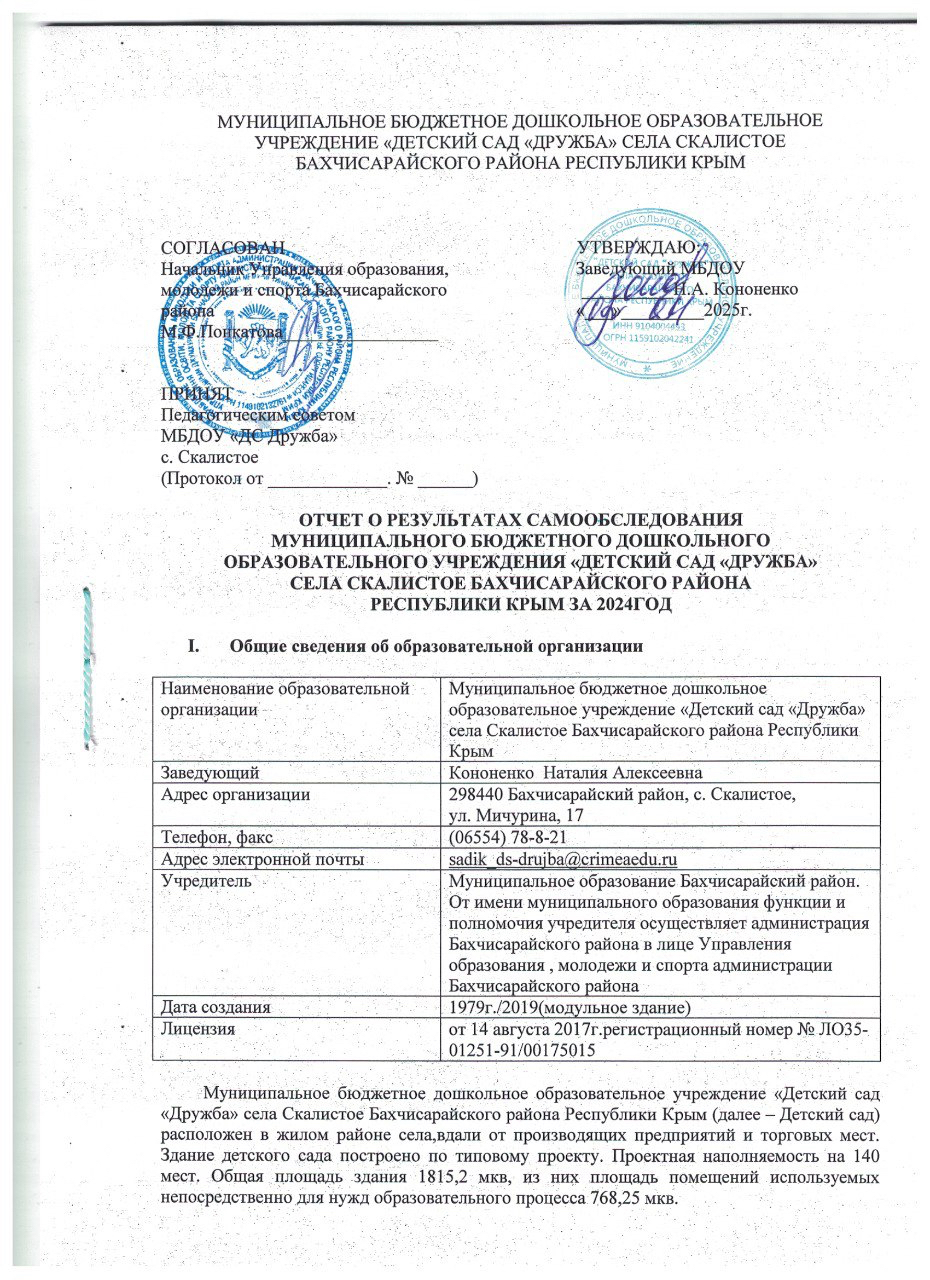 МУНИЦИПАЛЬНОЕ БЮДЖЕТНОЕ ДОШКОЛЬНОЕ ОБРАЗОВАТЕЛЬНОЕ
УЧРЕЖДЕНИЕ «ДЕТСКИЙ САД «ДРУЖБА» СЕЛА СКАЛИСТОЕ
БАХЧИСАРАЙСКОГО РАЙОНА РЕСПУБЛИКИ КРЫМ
СОГЛАСОВАН
Начальник Управления образования,
молодежи и спорта Бахчисарайского
района
М.Ф.Понкатова_________________
УТВЕРЖДАЮ:
Заведующий МБДОУ
Н.А. Кононенко
2025г.
ИНН 9104004451
ОГРН 1159102042241
ПРИНЯТ
Педагогическим советом
МБДОУ «ДС Дружба»
с. Скалистое
(Протокол от _____________. № ______)
ОТЧЕТ О РЕЗУЛЬТАТАХ САМООБСЛЕДОВАНИЯ
МУНИЦИПАЛЬНОГО БЮДЖЕТНОГО ДОШКОЛЬНОГО
ОБРАЗОВАТЕЛЬНОГО УЧРЕЖДЕНИЯ «ДЕТСКИЙ САД «ДРУЖБА»
СЕЛА СКАЛИСТОЕ БАХЧИСАРАЙСКОГО РАЙОНА
РЕСПУБЛИКИ КРЫМ ЗА 2024ГОД
I. Общие сведения об образовательной организации
Наименование образовательной
организации
Муниципальное бюджетное дошкольное
образовательное учреждение «Детский сад «Дружба»
села Скалистое Бахчисарайского района Республики
Крым
Заведующий
Кононенко Наталия Алексеевна
Адрес организации
298440 Бахчисарайский район, с. Скалистое,
ул. Мичурина, 17
Телефон, факс
(06554) 78-8-21
Адрес электронной почты
sadik_ds-drujba@crimeaedu.ru
Учредитель
Муниципальное образование Бахчисарайский район.
От имени муниципального образования функции и
полномочия учредителя осуществляет администрация
Бахчисарайского района в лице Управления
образования , молодежи и спорта администрации
Бахчисарайского района
Дата создания
1979г./2019(модульное здание)
Лицензия
от 14 августа 2017г.регистрационный номер № ЛО35-
01251-91/00175015
Муниципальное бюджетное дошкольное образовательное учреждение «Детский сад
«Дружба» села Скалистое Бахчисарайского района Республики Крым (далее – Детский сад)
расположен в жилом районе села,вдали от производящих предприятий и торговых мест.
Здание детского сада построено по типовому проекту. Проектная наполняемость на 140
мест. Общая площадь здания 1815,2 мкв, из них площадь помещений используемых
непосредственно для нужд образовательного процесса 768,25 мкв.